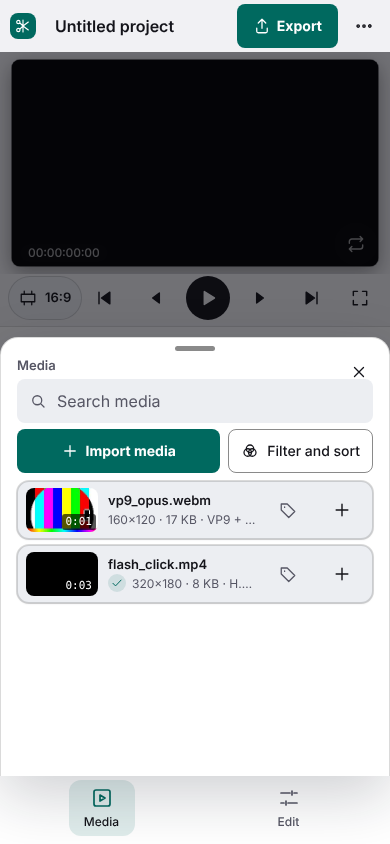 Untitled project
Export
00:00:00:00
16:9
Media
Search media
Import media
Filter and sort
0:01
vp9_opus.webm
160×120 · 17 KB · VP9 + ...
0:03
flash_click.mp4
320×180 · 8 KB · H....
Media
Edit